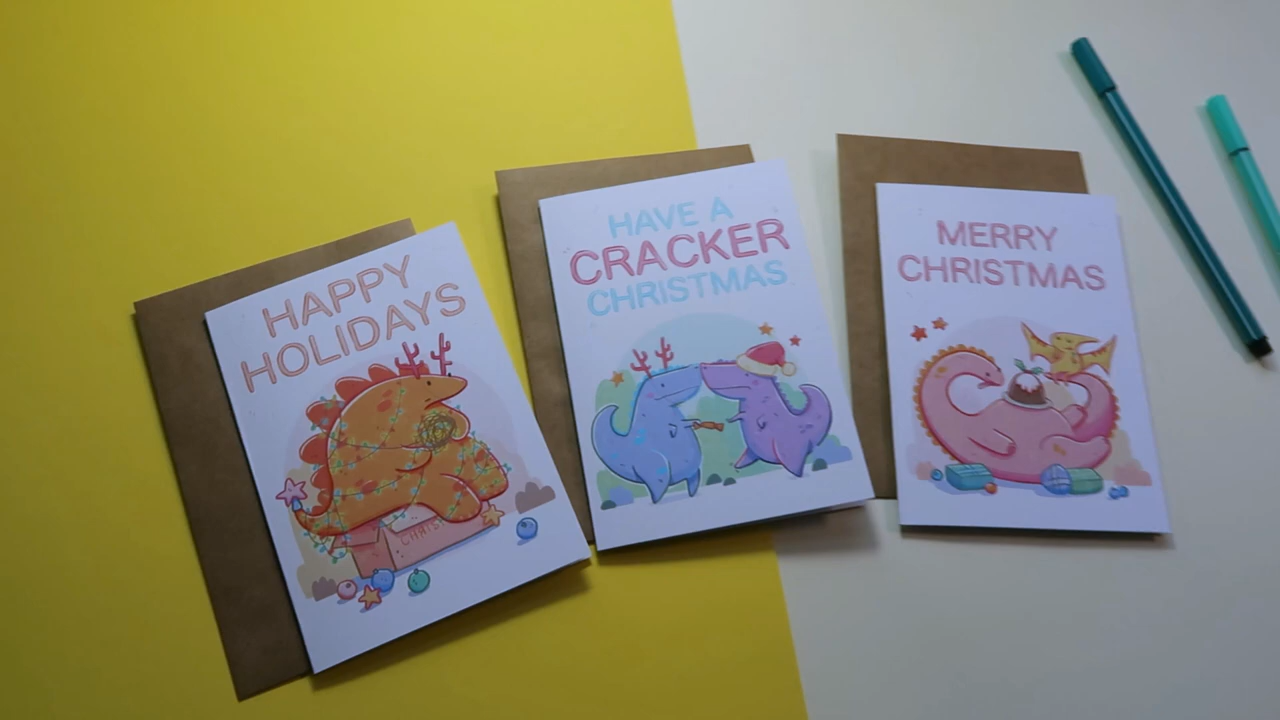 HAPPY
HOLIDAYS
HAVE A
CRACKER
CHRISTMAS
MERRY
CHRISTMAS